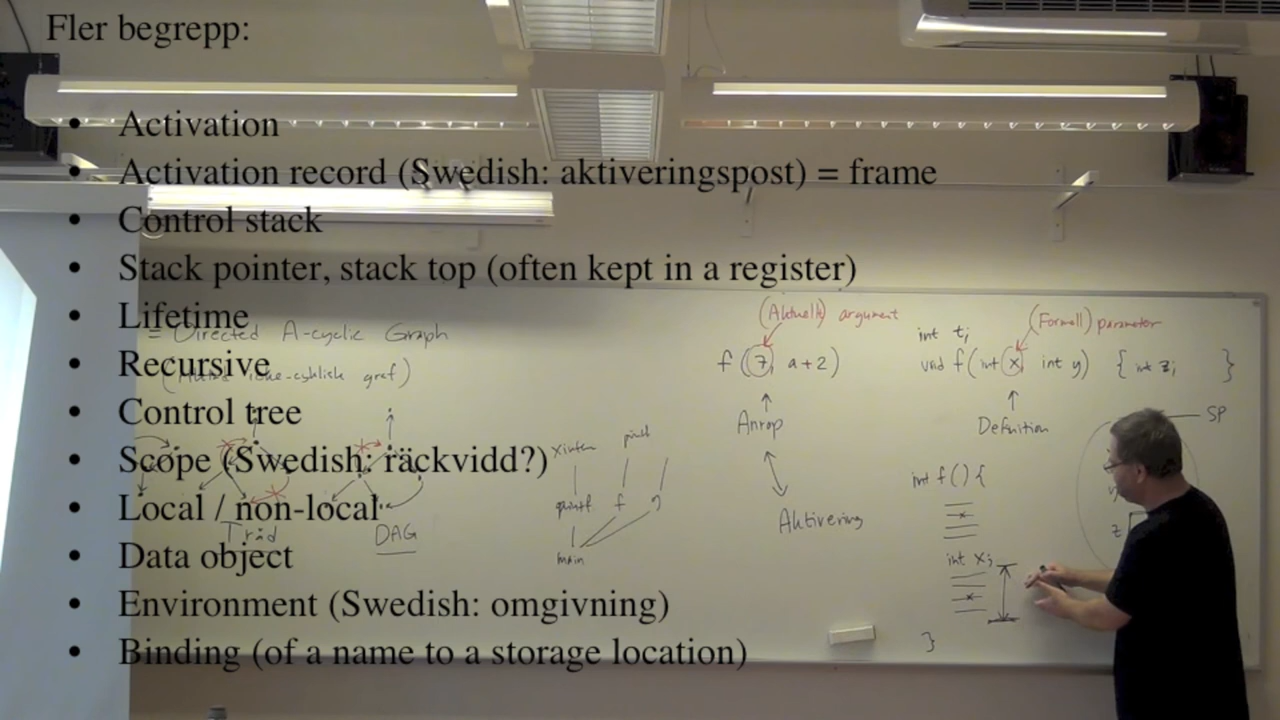 Fler begrepp:
• Activation
• Activation record (Swedish: aktiveringspost) = frame
• Control stack
• Stack pointer, stack top (often kept in a register)
• Lifetime
• Recursive
• Control tree
• Scope (Swedish: räckvidd?)
• Local / non-local
• Data object
• Environment (Swedish: omgivning)
• Binding (of a name to a storage location)
= Directed A-cyclic Graph
icke-cyklisk graf)
Träd
DAG
printf f g
main
(Aktuellt) argument
f(7, a+2)
Anrop
Aktivering
(Formell) parameter
int t;
void f(int x, int y) { int z; }
Definition
SP
int f() {
x
int x;
x
}
z